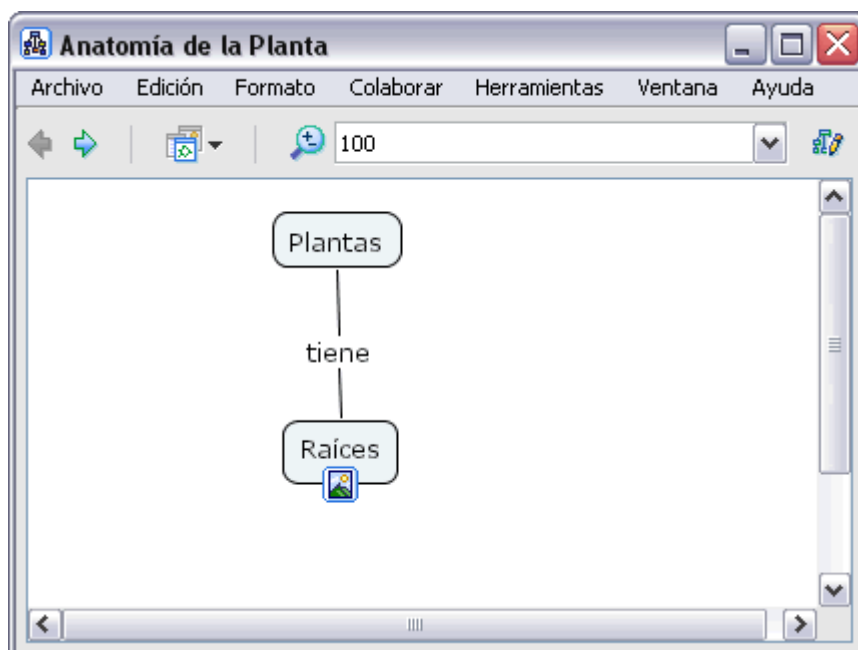 Anatomía de la Planta
Archivo Edición Formato Colaborar Herramientas Ventana Ayuda
100
Plantas
tiene
Raíces